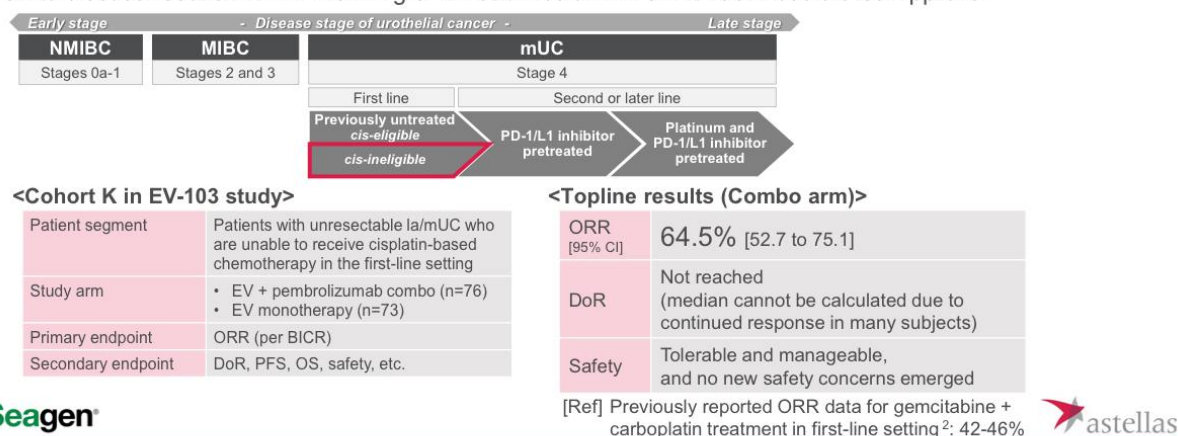 Early stage - Disease stage of urothelial cancer - Late stage
NMIBC MIBC mUC
Stages 0a-1 Stages 2 and 3 Stage 4
First line Second or later line
Previously untreated
cis-eligible
cis-ineligible
PD-1/L1 inhibitor
pretreated
Platinum and
PD-1/L1 inhibitor
pretreated
<Cohort K in EV-103 study>
Patient segment Patients with unresectable la/mUC who
are unable to receive cisplatin-based
chemotherapy in the first-line setting
Study arm • EV + pembrolizumab combo (n=76)
• EV monotherapy (n=73)
Primary endpoint ORR (per BICR)
Secondary endpoint DoR, PFS, OS, safety, etc.
<Topline results (Combo arm)>
ORR
[95% CI] 64.5% [52.7 to 75.1]
DoR Not reached
(median cannot be calculated due to
continued response in many subjects)
Safety Tolerable and manageable,
and no new safety concerns emerged
[Ref] Previously reported ORR data for gemcitabine +
carboplatin treatment in first-line setting 2: 42-46%
Seagen
astellas